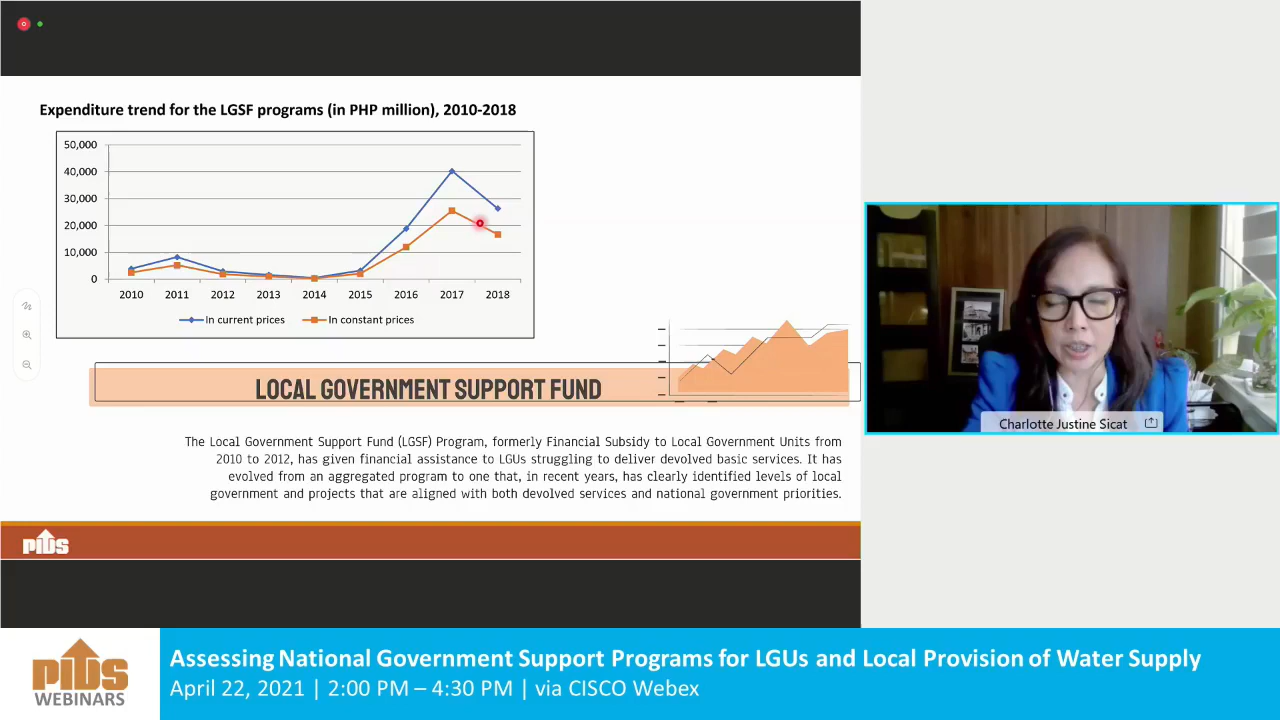 Expenditure trend for the LGSF programs (in PHP million), 2010-2018
50,000
40,000
30,000
20,000
10,000
0
2010 2011 2012 2013 2014 2015 2016 2017 2018
In current prices In constant prices
LOCAL GOVERNMENT SUPPORT FUND
The Local Government Support Fund (LGSF) Program, formerly Financial Subsidy to Local Government Units from
2010 to 2012, has given financial assistance to LGUs struggling to deliver devolved basic services. It has
evolved from an aggregated program to one that, in recent years, has clearly identified levels of local
government and projects that are aligned with both devolved services and national government priorities.
PIDS
Charlotte Justine Sicat
PIDS
WEBINARS
Assessing National Government Support Programs for LGUs and Local Provision of Water Supply
April 22, 2021 | 2:00 PM – 4:30 PM | via CISCO Webex